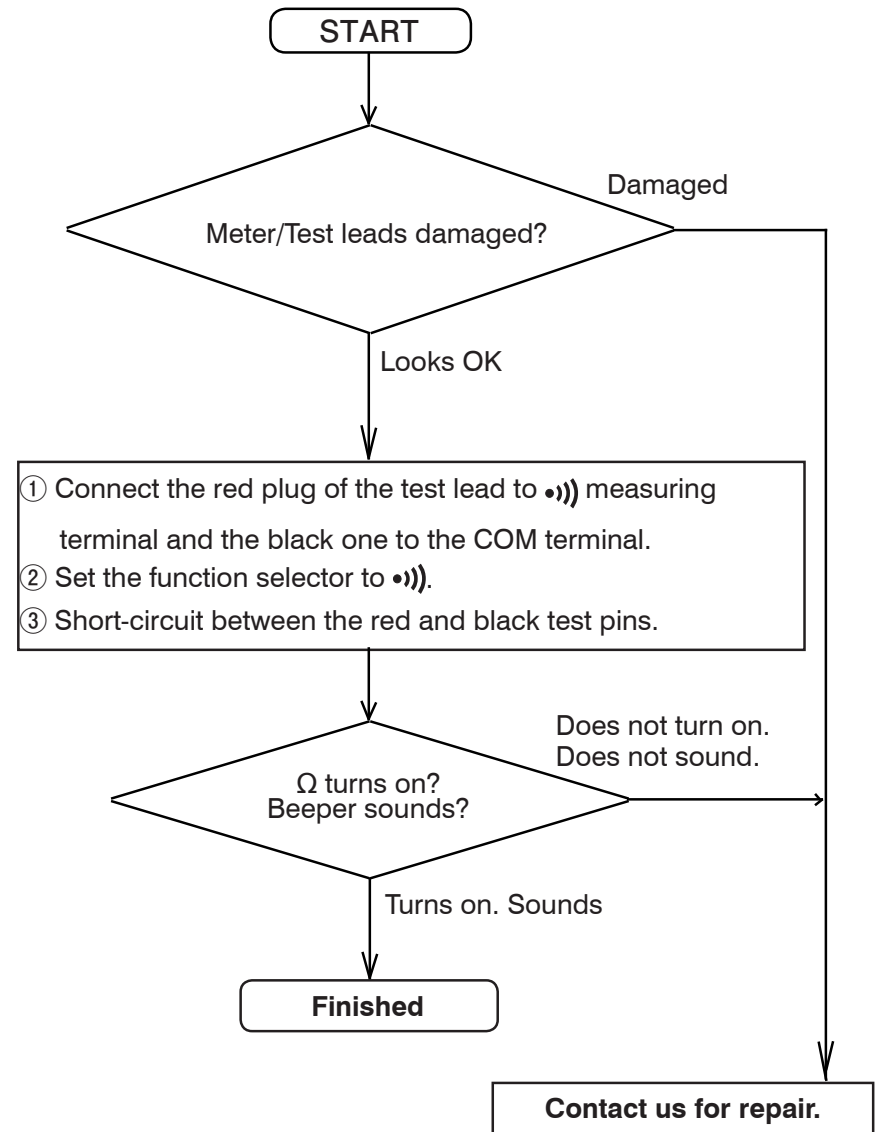 START
Damaged
Meter/Test leads damaged?
Looks OK
① Connect the red plug of the test lead to •))) measuring
terminal and the black one to the COM terminal.
② Set the function selector to •))).
③ Short-circuit between the red and black test pins.
Does not turn on.
Does not sound.
Ω turns on?
Beeper sounds?
Turns on. Sounds
Finished
Contact us for repair.